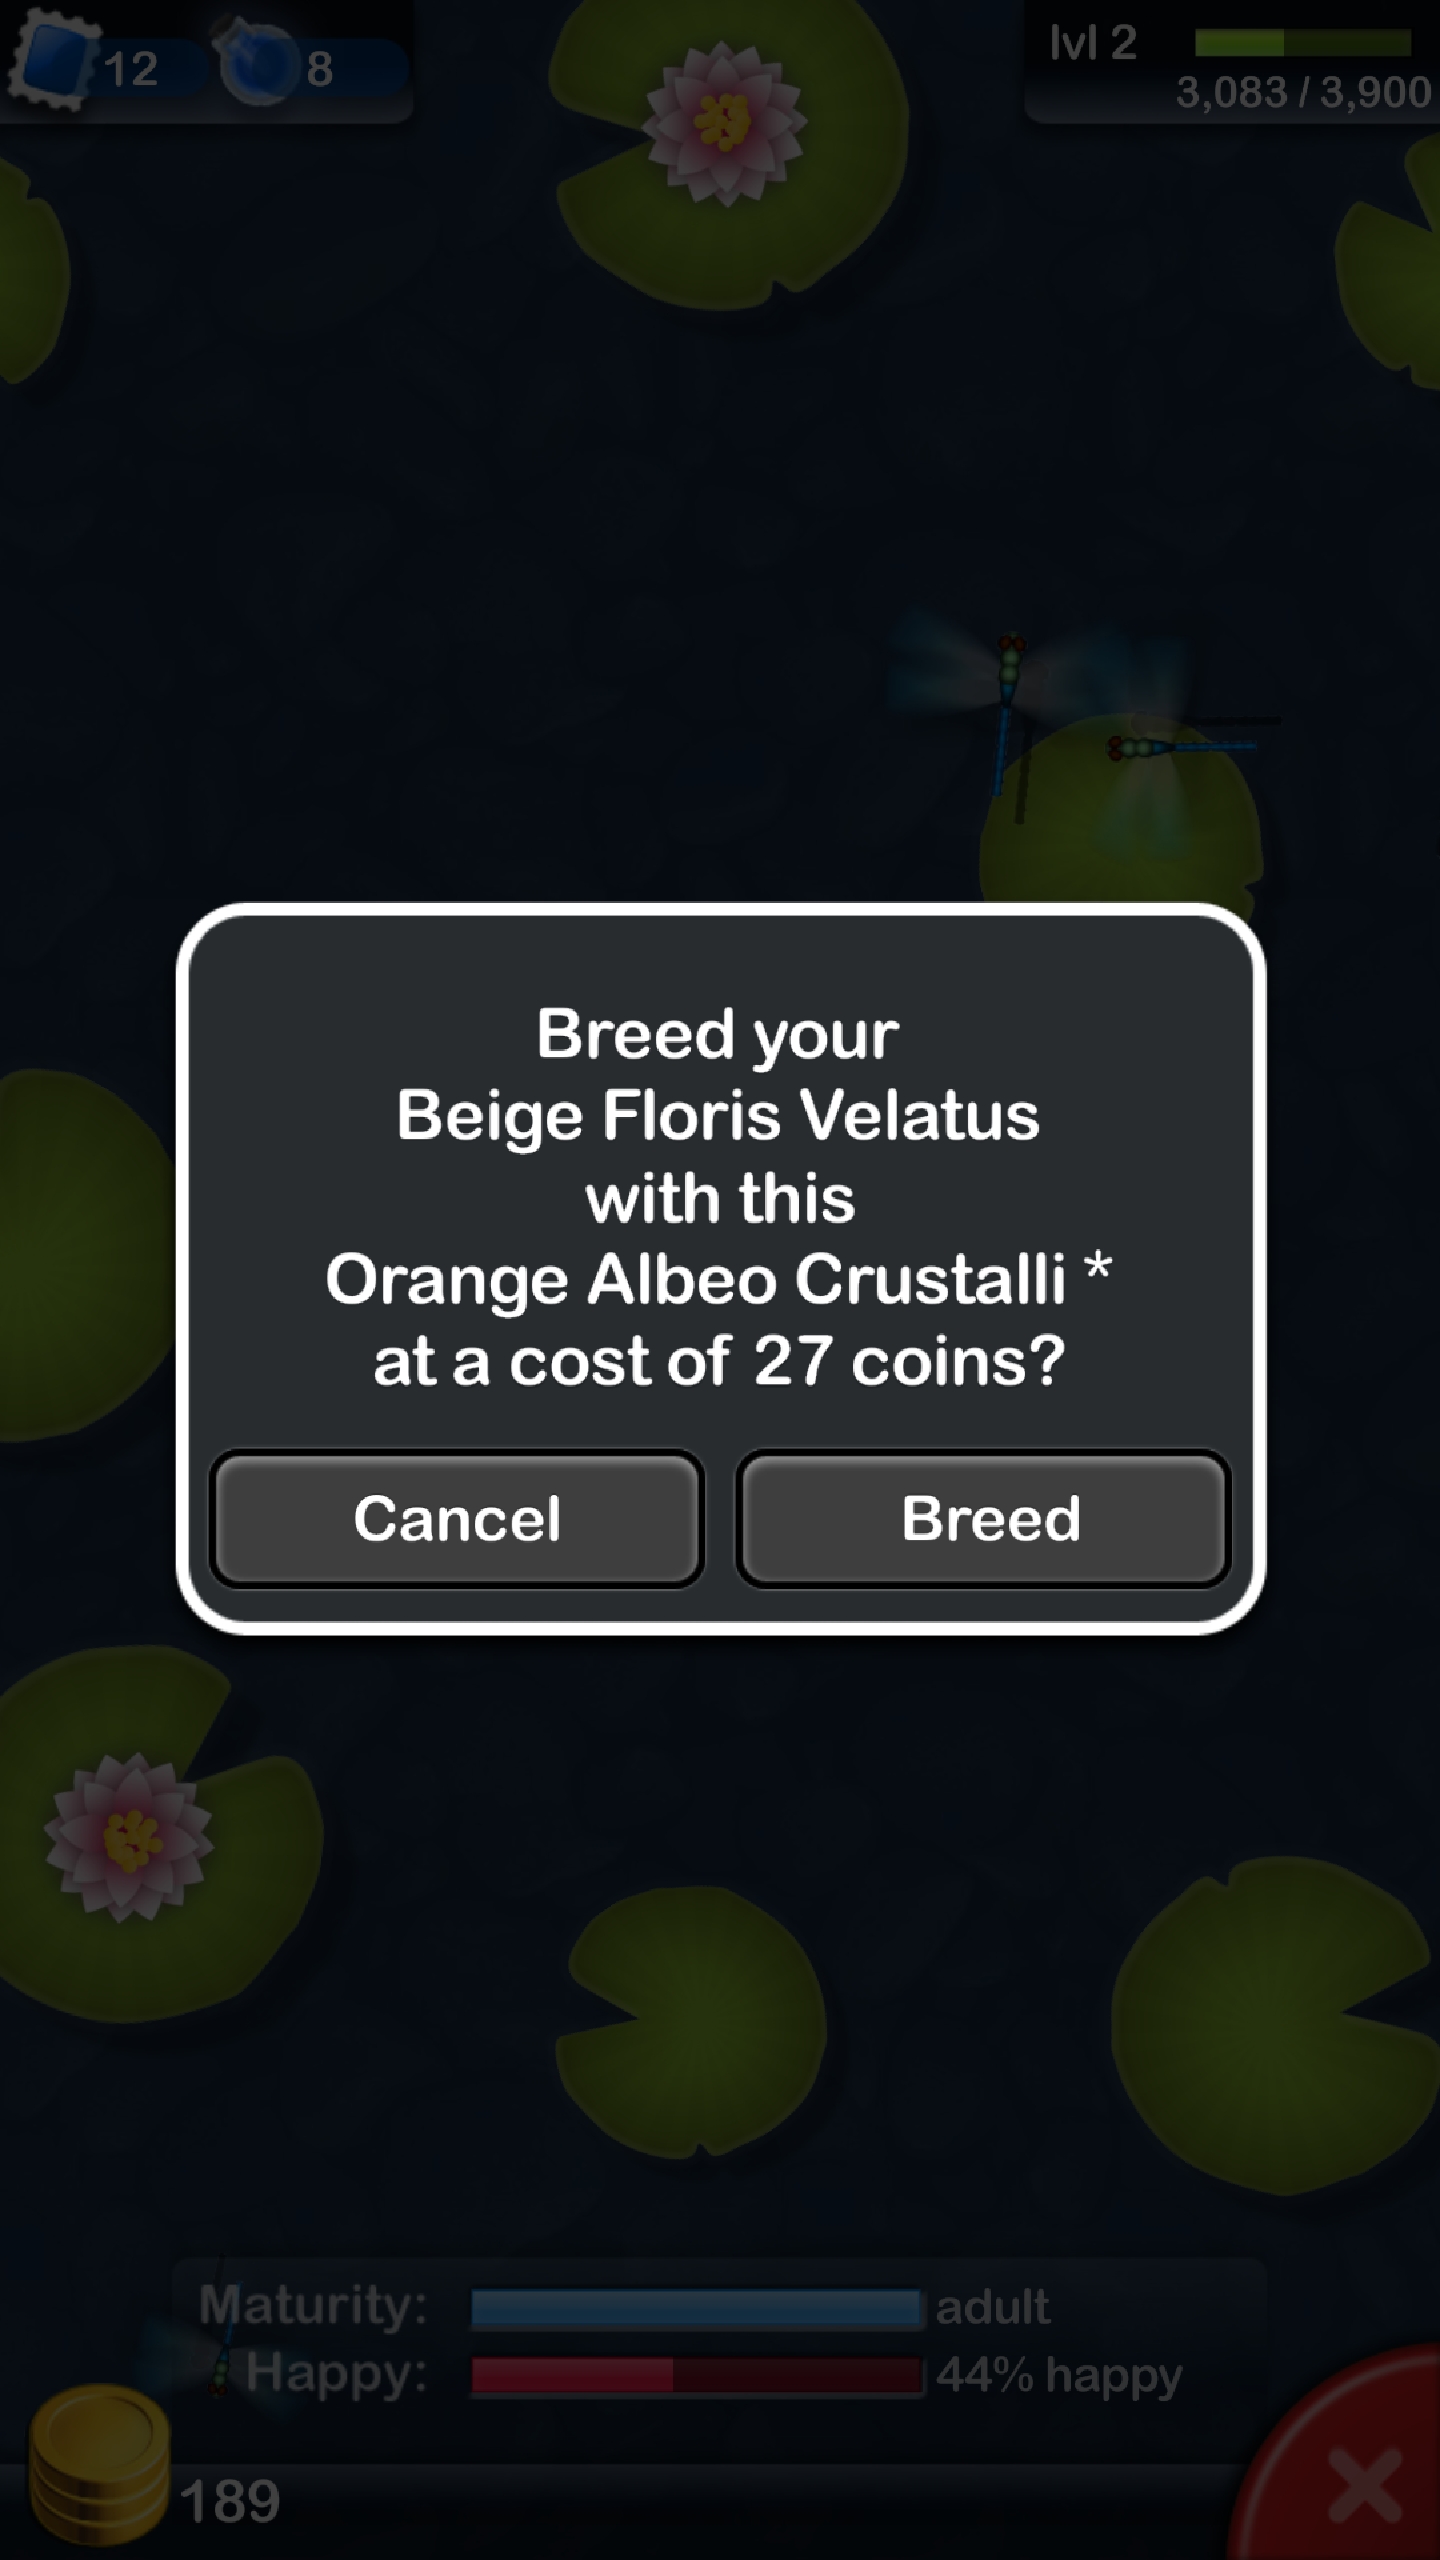 12
8
lvl 2
3,083 / 3,900
Breed your
Beige Floris Velatus
with this
Orange Albeo Crustalli *
at a cost of 27 coins?
Cancel
Breed
Maturity:
adult
Happy:
44% happy
189